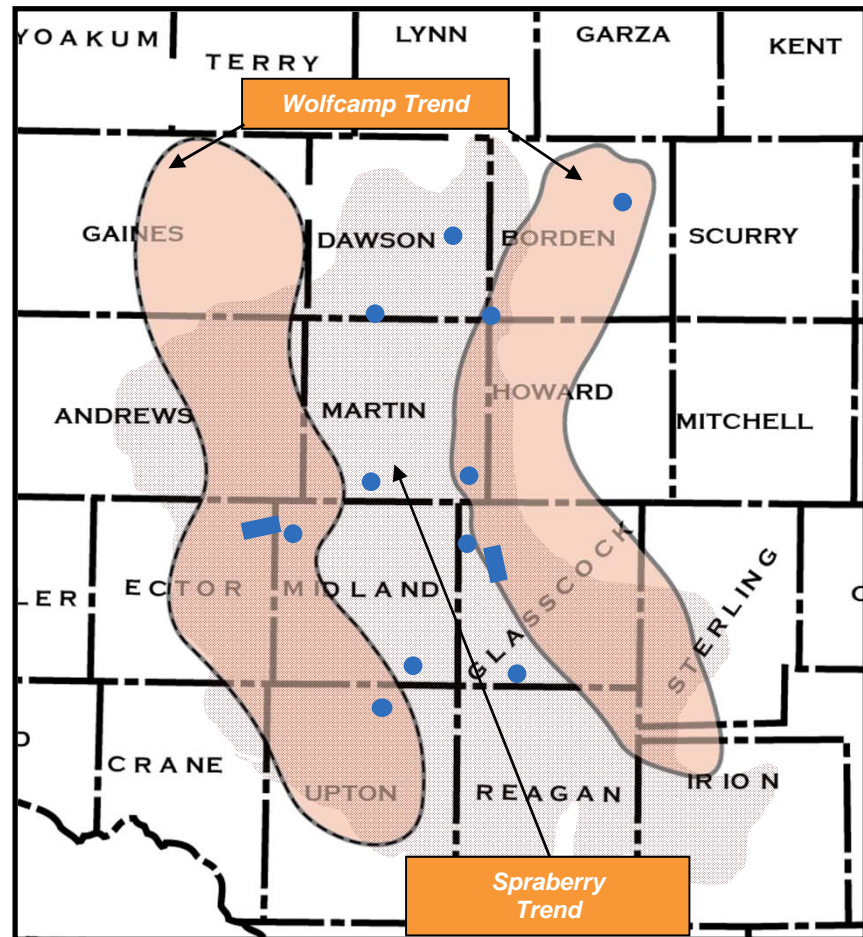 YOAKUM
TERRY
LYNN
GARZA
KENT
Wolfcamp Trend
GAINES
DAWSON
BORDEN
SCURRY
ANDREWS
MARTIN
HOWARD
MITCHELL
LER
ECTOR
MIDLAND
GLASSCOCK
STERLING
C
D
CRANE
UPTON
REAGAN
IRION
Spraberry
Trend